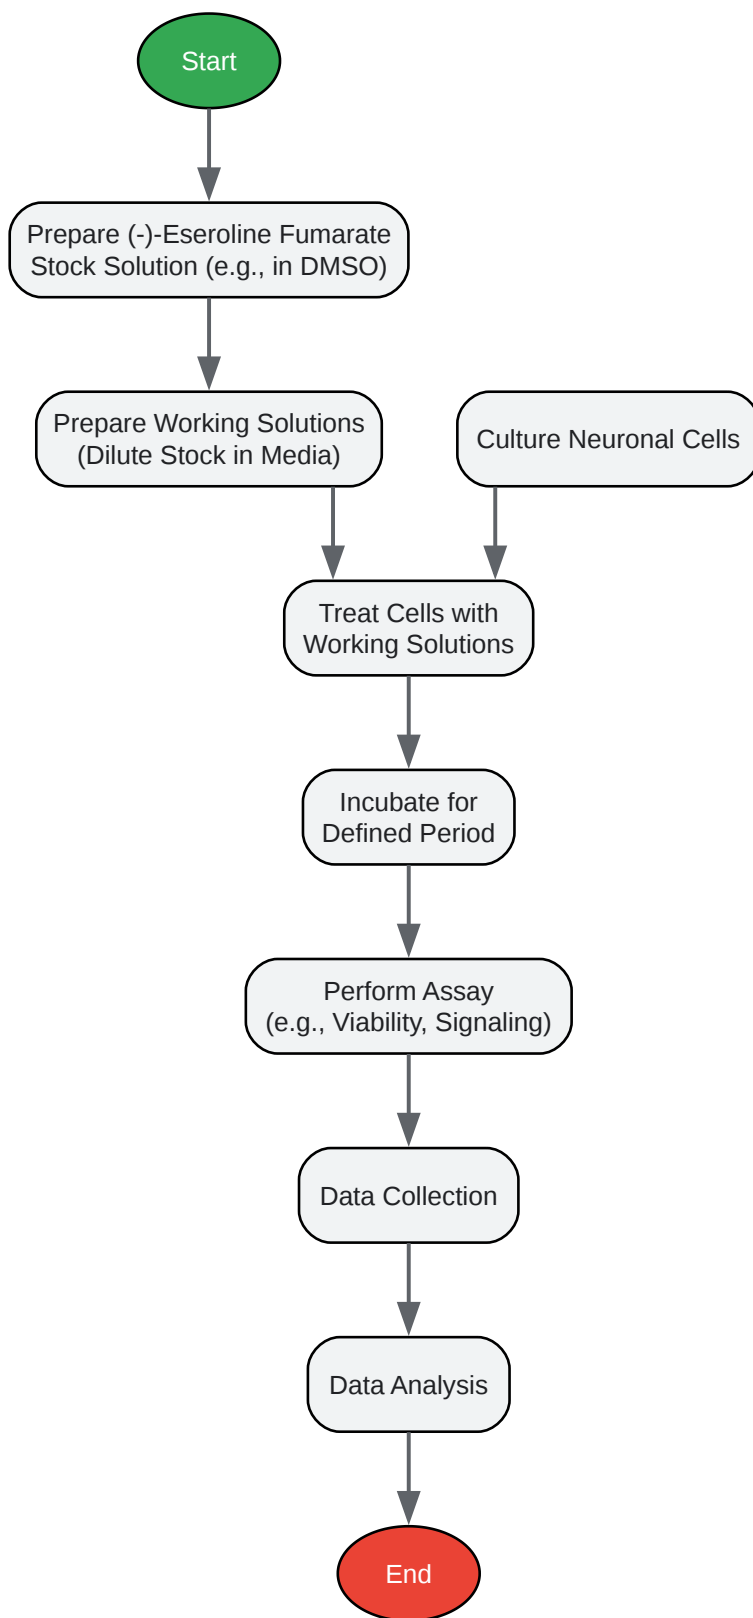 Start
Prepare (-)-Eseroline Fumarate
Stock Solution (e.g., in DMSO)
Prepare Working Solutions
(Dilute Stock in Media)
Culture Neuronal Cells
Treat Cells with
Working Solutions
Incubate for
Defined Period
Perform Assay
(e.g., Viability, Signaling)
Data Collection
Data Analysis
End